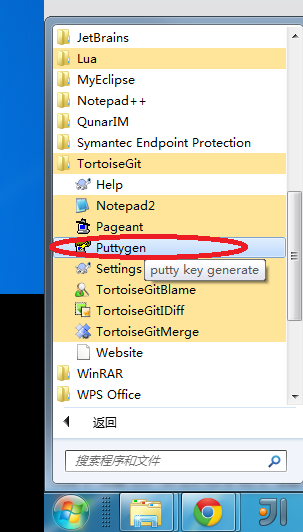 JetBrains
Lua
MyEclipse
Notepad++
QunarIM
Symantec Endpoint Protection
TortoiseGit
Help
Notepad2
Pageant
Puttygen
Settings
putty key generate
TortoiseGitBlame
TortoiseGitIDiff
TortoiseGitMerge
Website
WinRAR
WPS Office
返回
搜索程序和文件